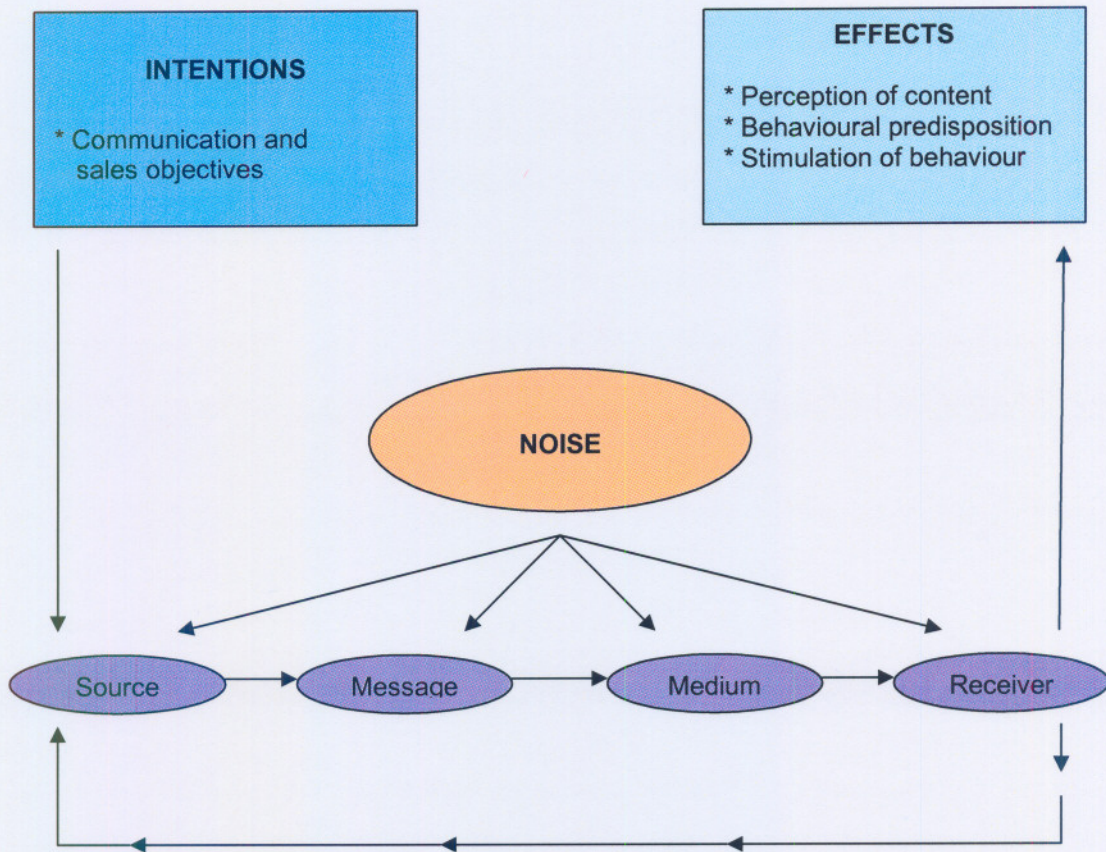 INTENTIONS
* Communication and
sales objectives
EFFECTS
* Perception of content
* Behavioural predisposition
* Stimulation of behaviour
NOISE
Source
Message
Medium
Receiver